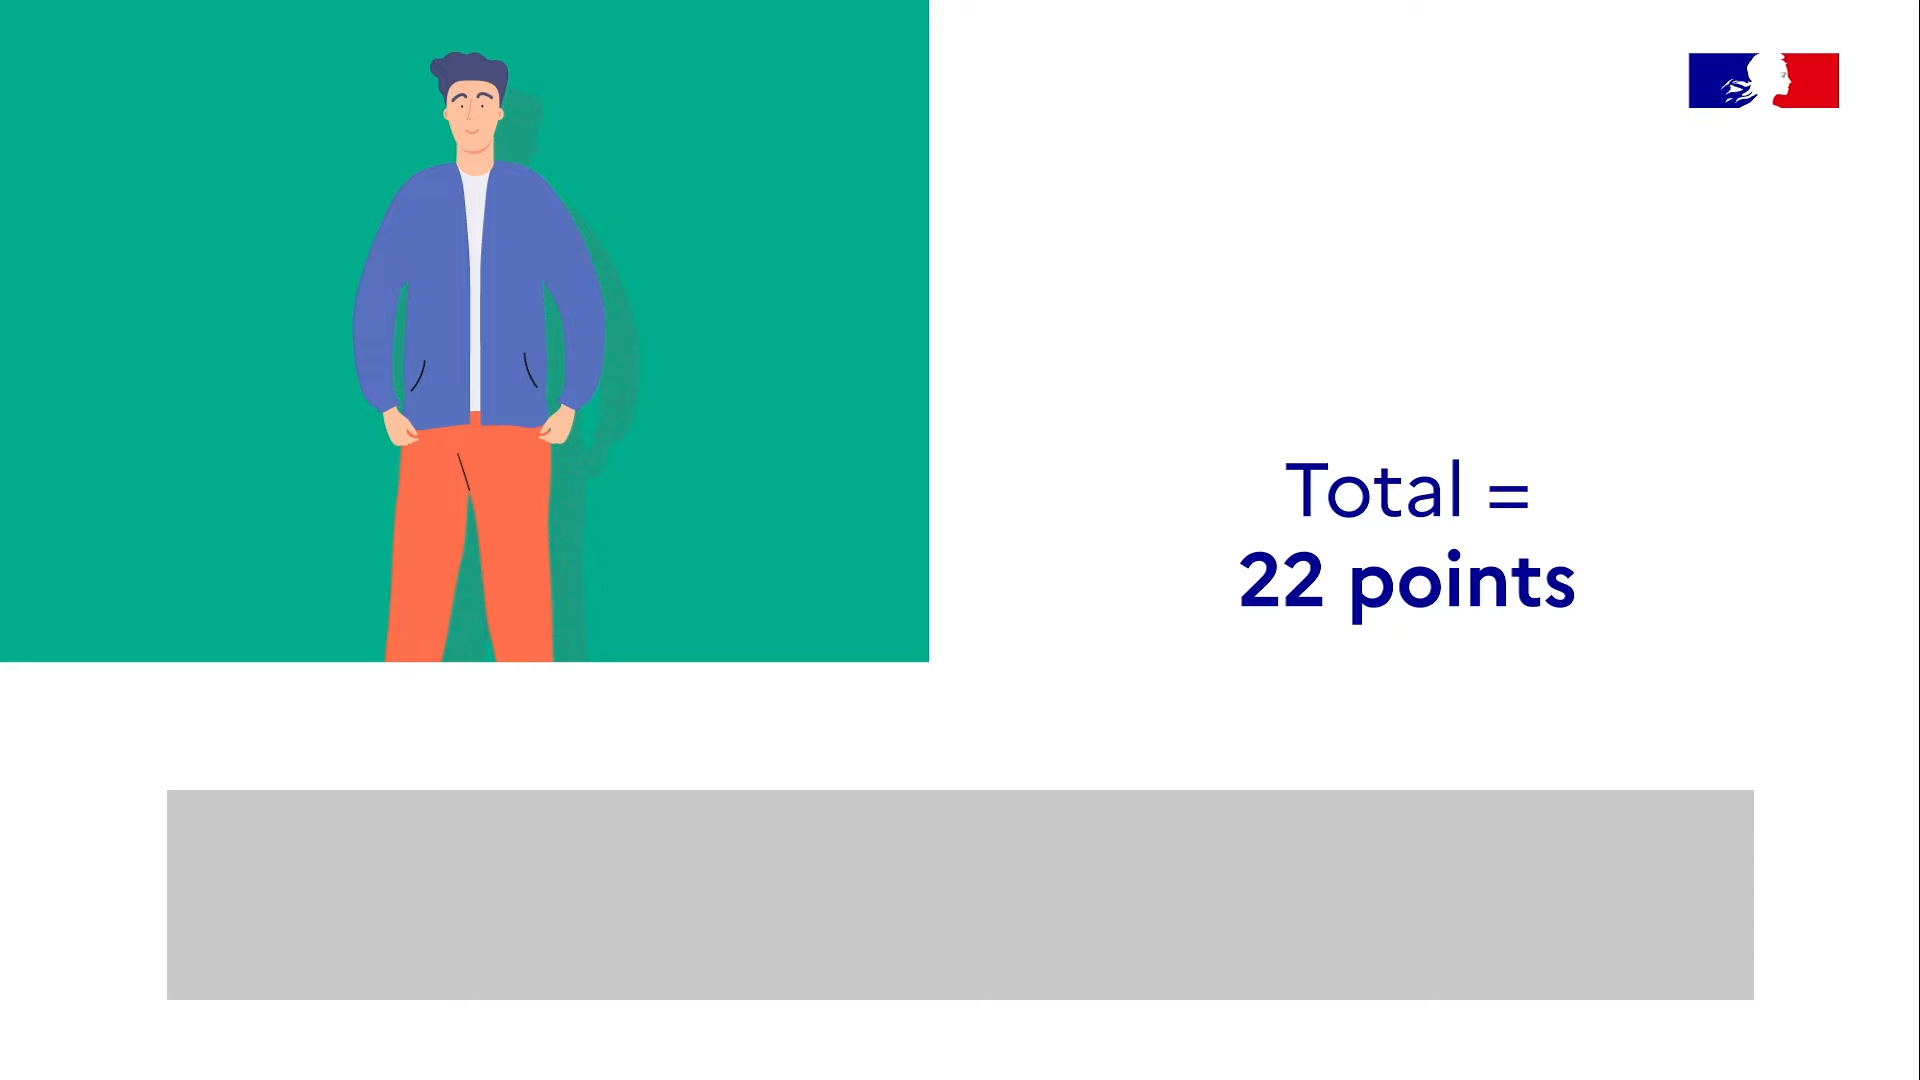 Total =
22 points